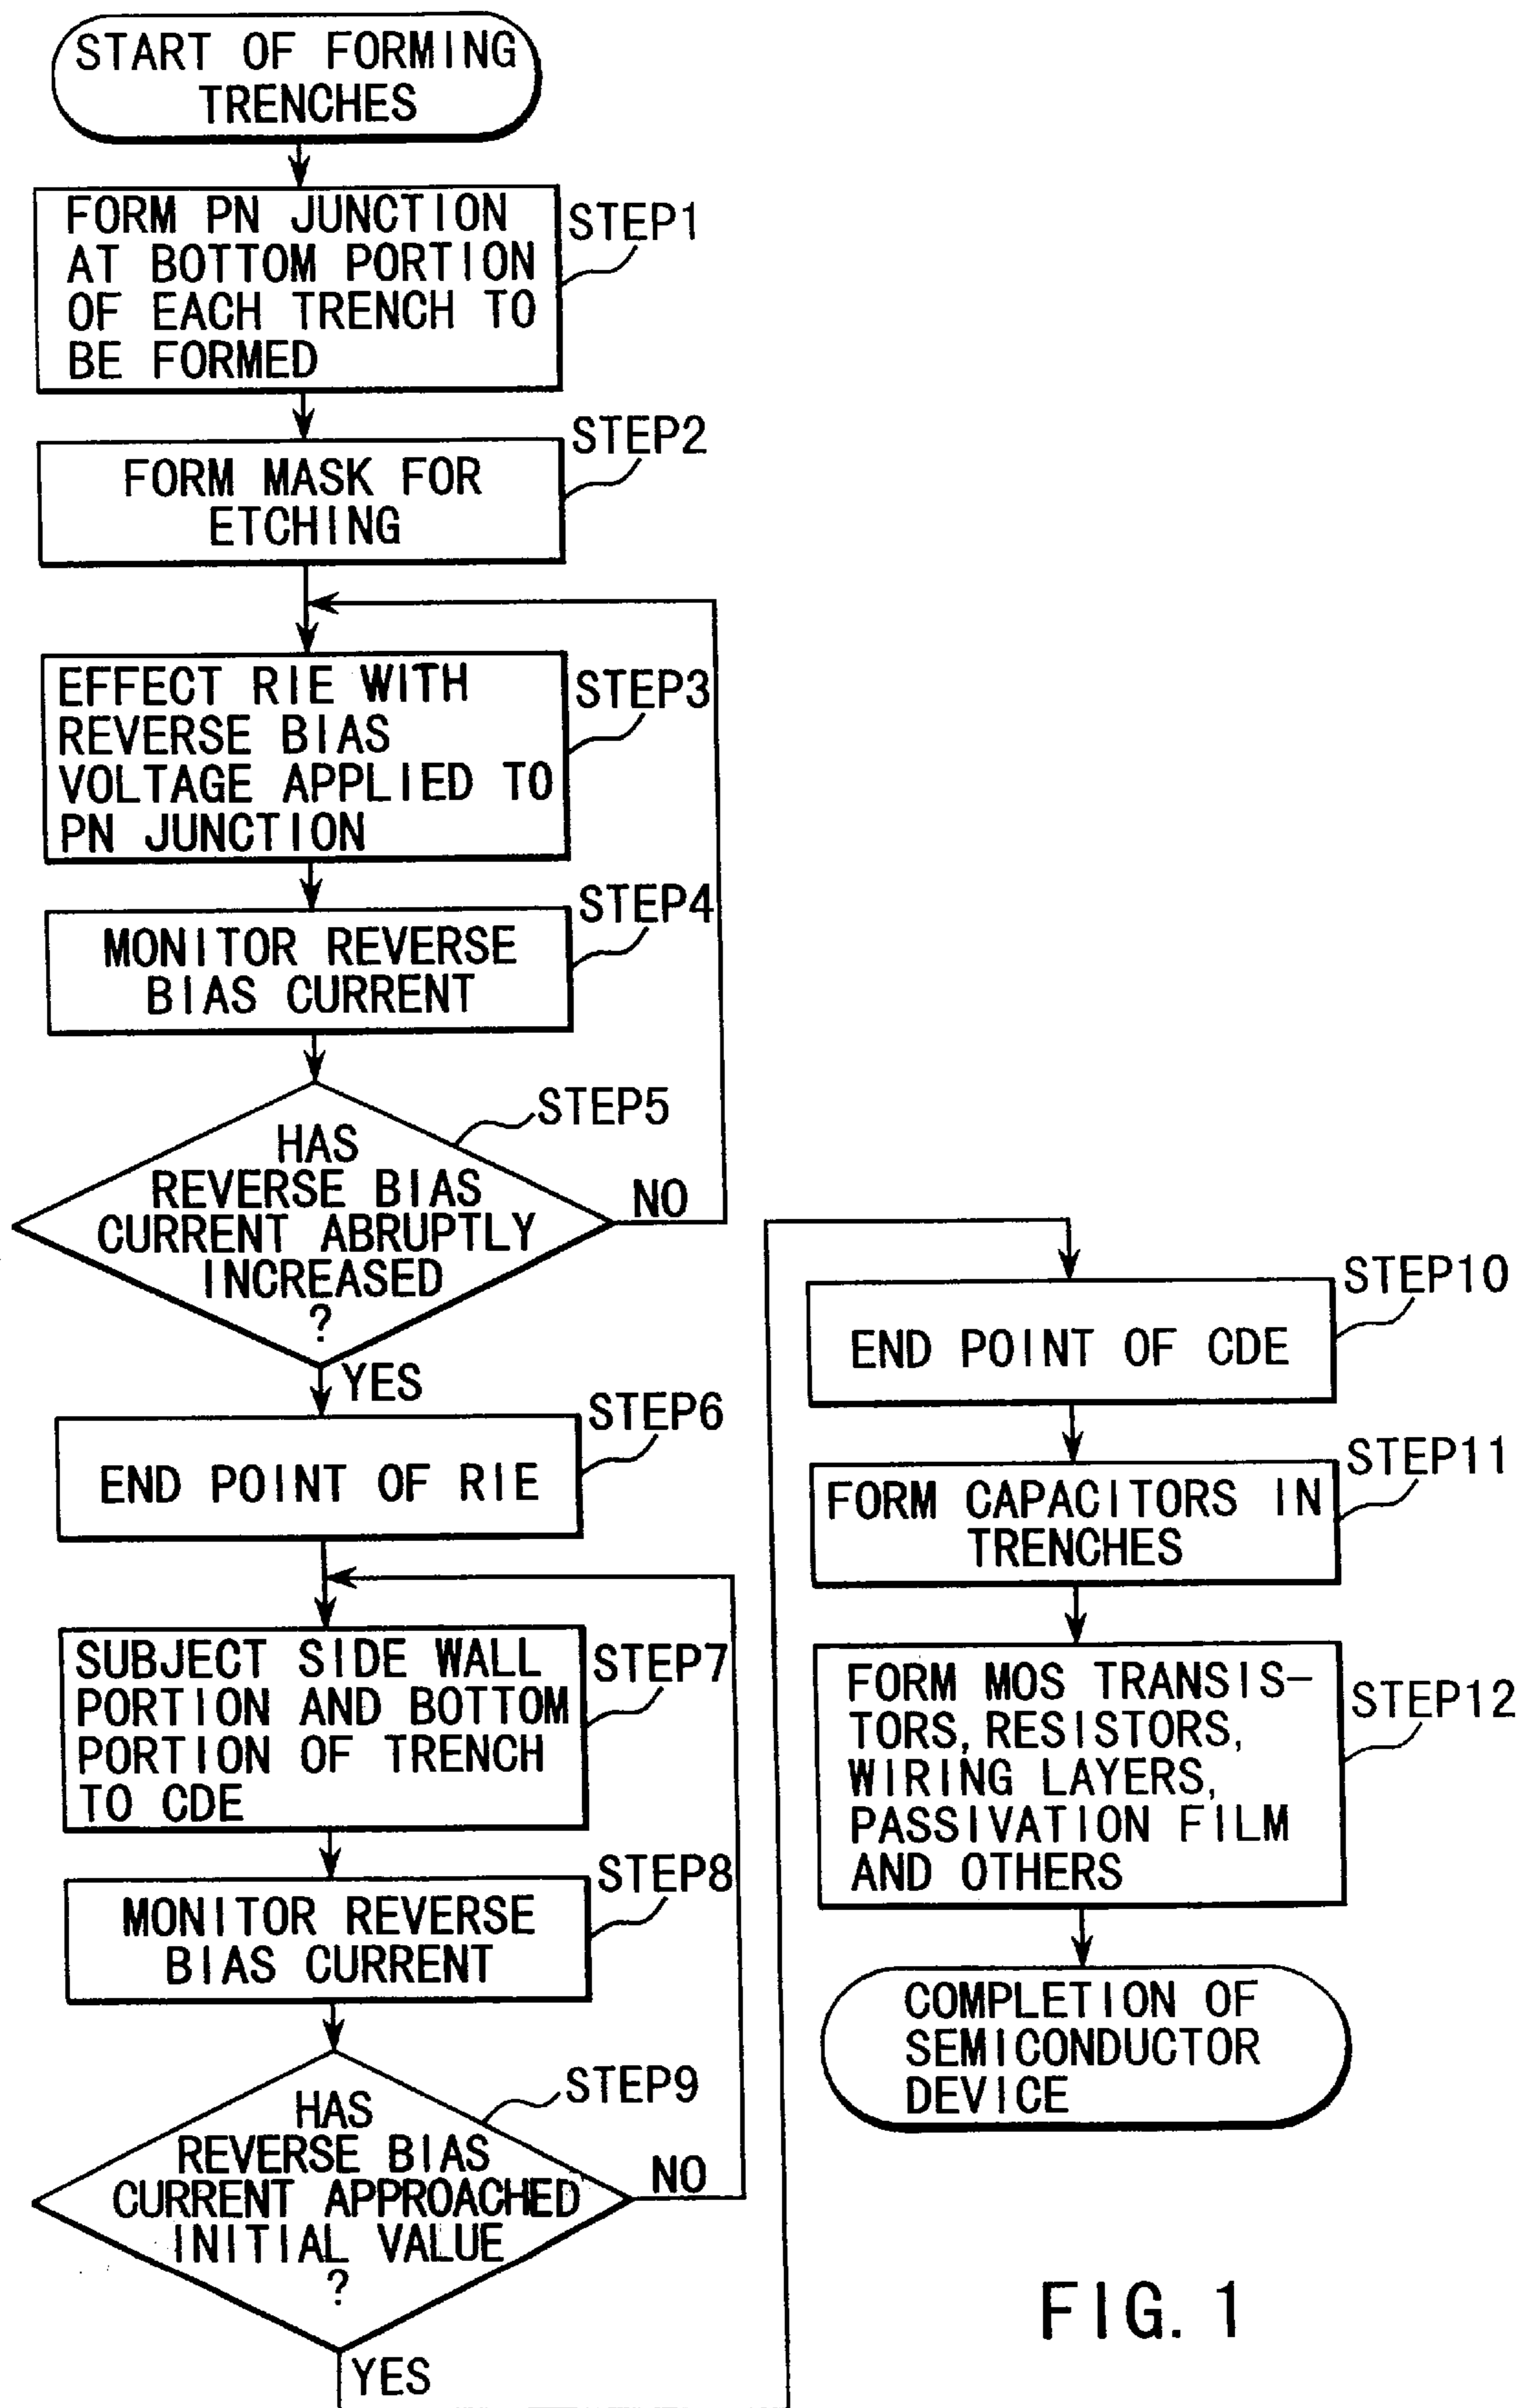 START OF FORMING
TRENCHES
FORM PN JUNCTION
AT BOTTOM PORTION
OF EACH TRENCH TO
BE FORMED
STEP1
FORM MASK FOR
ETCHING
STEP2
EFFECT RIE WITH
REVERSE BIAS
VOLTAGE APPLIED TO
PN JUNCTION
STEP3
MONITOR REVERSE
BIAS CURRENT
STEP4
HAS
REVERSE BIAS
CURRENT ABRUPTLY
INCREASED
?
STEP5
NO
YES
END POINT OF RIE
STEP6
SUBJECT SIDE WALL
PORTION AND BOTTOM
PORTION OF TRENCH
TO CDE
STEP7
MONITOR REVERSE
BIAS CURRENT
STEP8
HAS
REVERSE BIAS
CURRENT APPROACHED
INITIAL VALUE
?
STEP9
NO
YES
END POINT OF CDE
STEP10
FORM CAPACITORS IN
TRENCHES
STEP11
FORM MOS TRANSIS-
TORS, RESISTORS,
WIRING LAYERS,
PASSIVATION FILM
AND OTHERS
STEP12
COMPLETION OF
SEMICONDUCTOR
DEVICE
FIG. 1